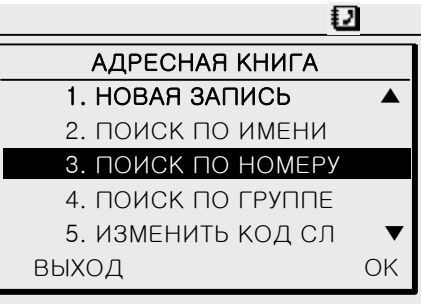 АДРЕСНАЯ КНИГА
1. НОВАЯ ЗАПИСЬ
2. ПОИСК ПО ИМЕНИ
3. ПОИСК ПО НОМЕРУ
4. ПОИСК ПО ГРУППЕ
5. ИЗМЕНИТЬ КОД СЛ
ВЫХОД OK